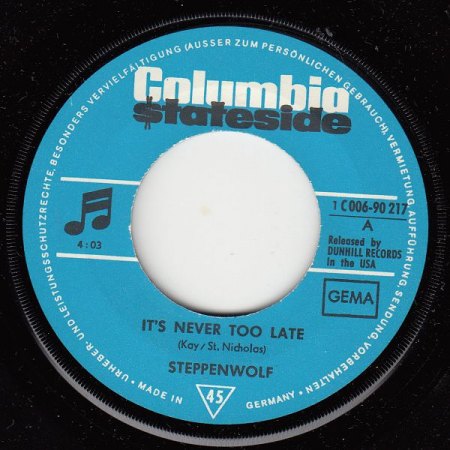 URHEBER- UND LEISTUNGSSCHUTZRECHTE, BESONDERS VERVIELFÄLTIGUNG (AUSSER ZUM PERSÖNLICHEN GEBRAUCH), VERMIETUNG, AUFFÜHRUNG, SENDUNG, VORBEHALTEN
Columbia
$tateside
1 C006-90 217
4:03
A
Released by
DUNHILL RECORDS
in the USA
GEMA
IT'S NEVER TOO LATE
(Kay/St. Nicholas)
STEPPENWOLF
MADE IN
45
GERMANY